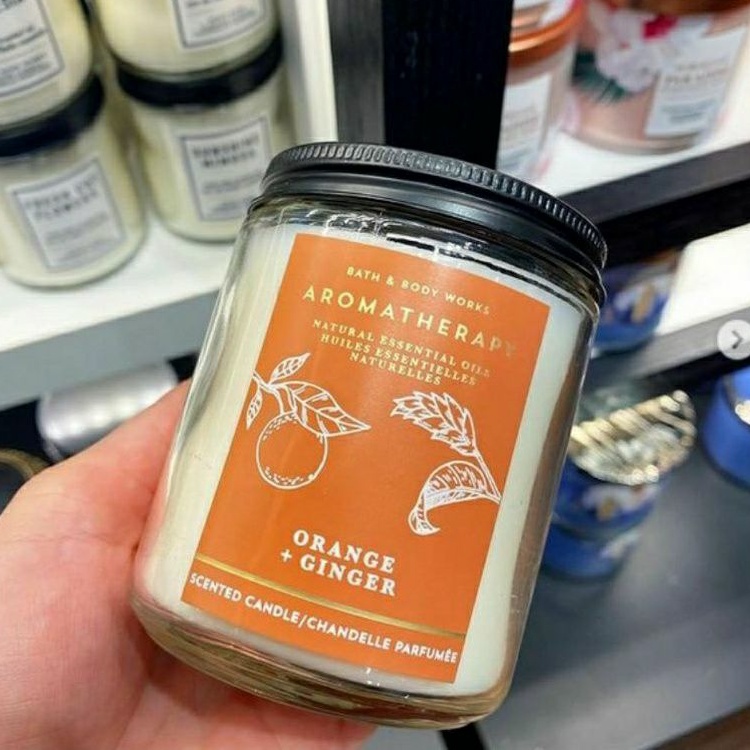 BATH & BODY WORKS
AROMATHERAPY
NATURAL ESSENTIAL OILS
HUILES ESSENTIELLES
NATURELLES
ORANGE
+ GINGER
SCENTED CANDLE/CHANDELLE PARFUMÉE